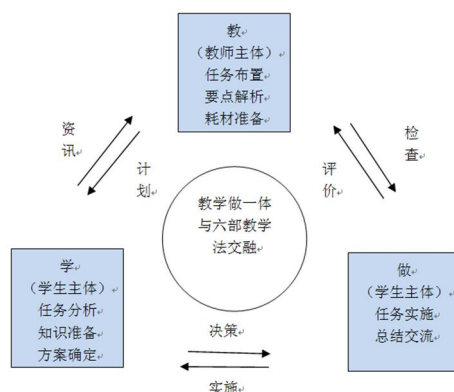 教
（教师主体）
任务布置
要点解析
耗材准备
资
讯
计
划
检
查
评
价
教学做一体
与六部教学
法交融
学
（学生主体）
任务分析
知识准备
方案确定
做
（学生主体）
任务实施
总结交流
决策
实施